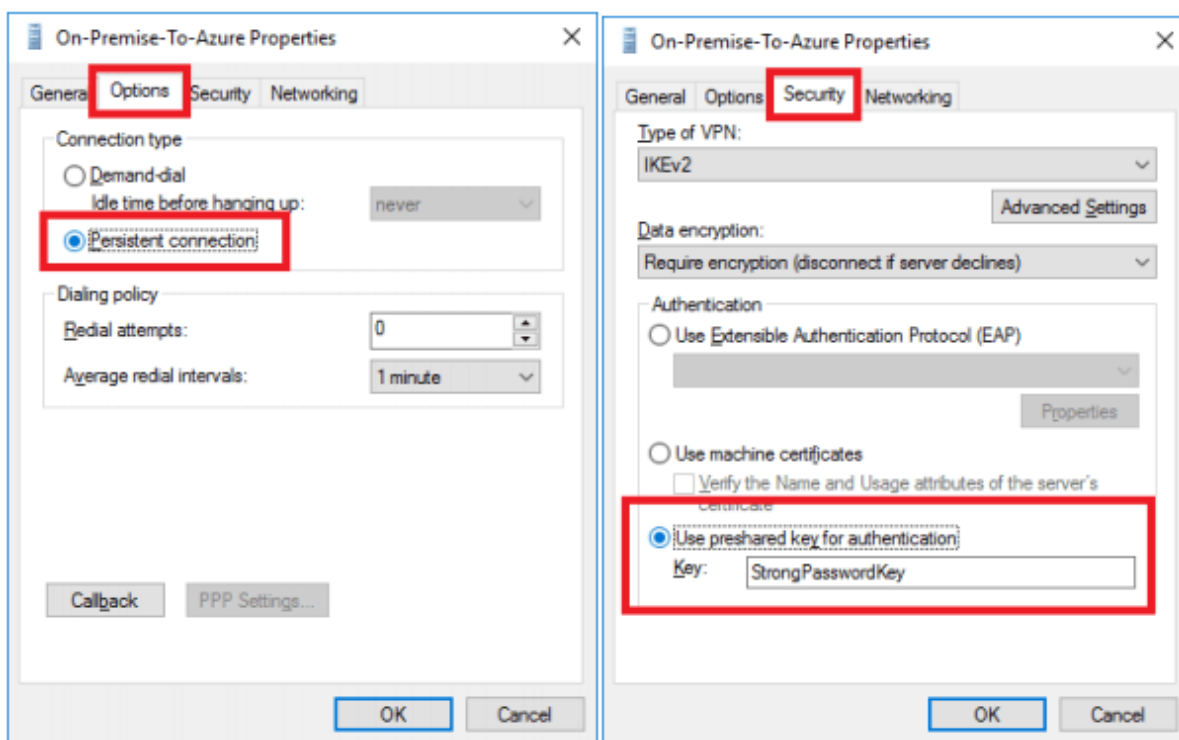 On-Premise-To-Azure Properties
General Options Security Networking
Connection type
Demand-dial
Idle time before hanging up: never
Persistent connection
Dialing policy
Redial attempts: 0
Average redial intervals: 1 minute
Callback PPP Settings...
OK Cancel
On-Premise-To-Azure Properties
General Options Security Networking
Type of VPN:
IKEv2
Advanced Settings
Data encryption:
Require encryption (disconnect if server declines)
Authentication
Use Extensible Authentication Protocol (EAP)
Properties
Use machine certificates
Verify the Name and Usage attributes of the server's
certificate
Use preshared key for authentication
Key: StrongPasswordKey
OK Cancel